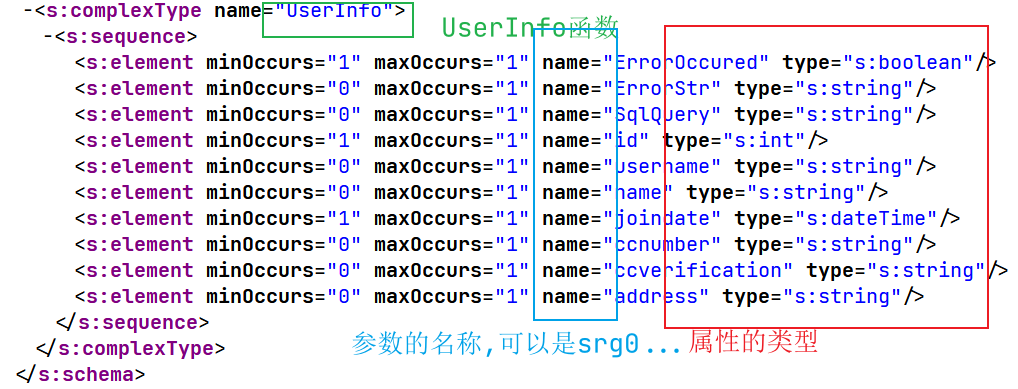 -<s:complexType name="UserInfo">
UserInfo函数
-<s:sequence>
<s:element minOccurs="1" maxOccurs="1" name="ErrorOccured" type="s:boolean"/>
<s:element minOccurs="0" maxOccurs="1" name="ErrorStr" type="s:string"/>
<s:element minOccurs="0" maxOccurs="1" name="SqlQuery" type="s:string"/>
<s:element minOccurs="1" maxOccurs="1" name="id" type="s:int"/>
<s:element minOccurs="0" maxOccurs="1" name="username" type="s:string"/>
<s:element minOccurs="0" maxOccurs="1" name="name" type="s:string"/>
<s:element minOccurs="1" maxOccurs="1" name="joindate" type="s:dateTime"/>
<s:element minOccurs="0" maxOccurs="1" name="ccnumber" type="s:string"/>
<s:element minOccurs="0" maxOccurs="1" name="ccverification" type="s:string"/>
<s:element minOccurs="0" maxOccurs="1" name="address" type="s:string"/>
</s:sequence>
参数的名称,可以是srg0...属性的类型
</s:complexType>
</s:schema>